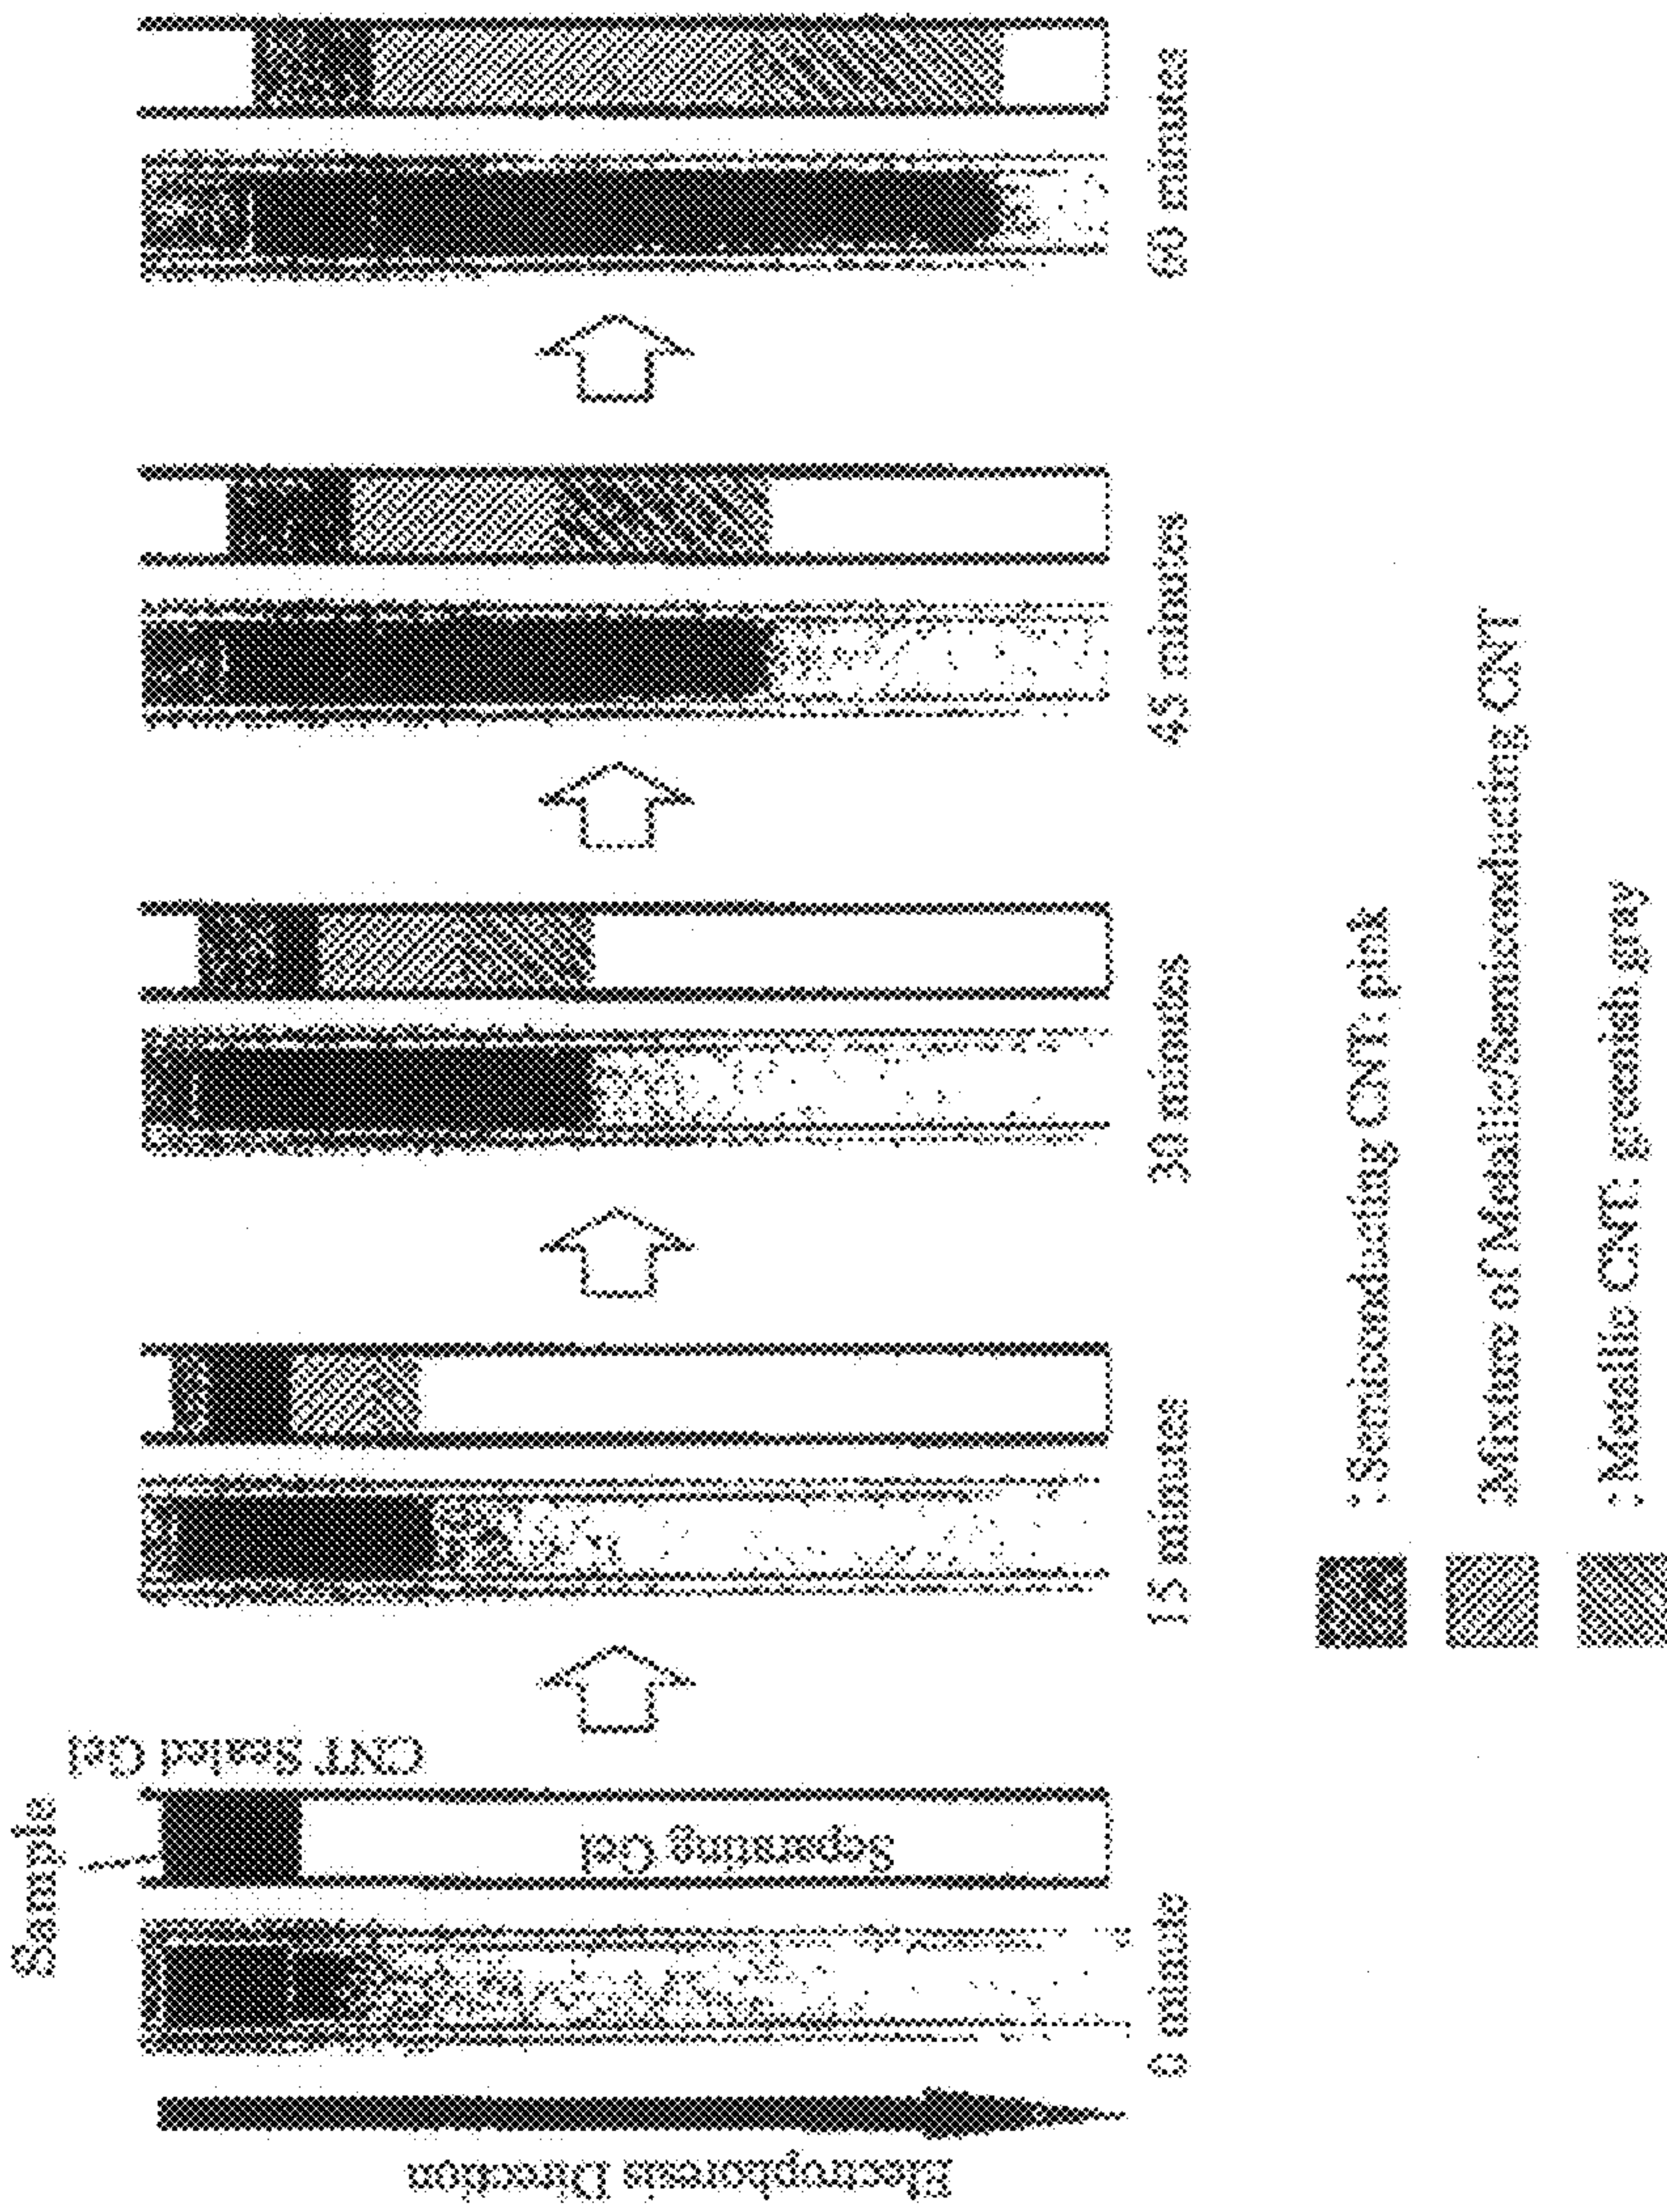 Sample
CNT Sealed Gel
Separating Gel
Electrophoresis Direction
0 minute
15 minutes
30 minutes
45 minutes
60 minutes
: Semiconducting CNT: pink
:Mixture of Metallic/Semiconducting CNT
: Metallic CNT: greenish gray